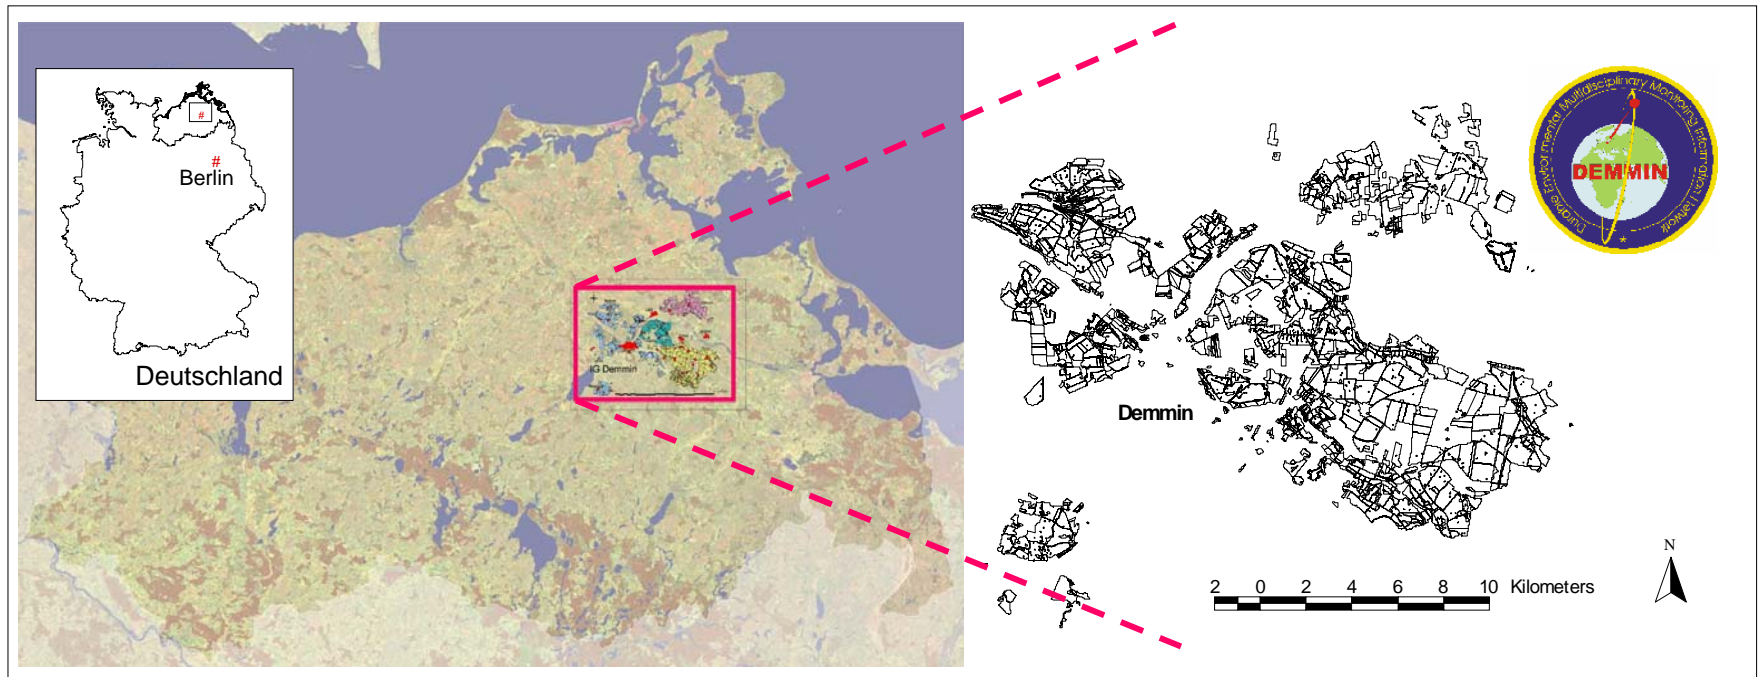 #
#
Berlin
Deutschland
IG Demmin
Durable Environmental Multidisciplinary Monitoring Information Network
DEMMIN
Demmin
N
2 0 2 4 6 8 10 Kilometers